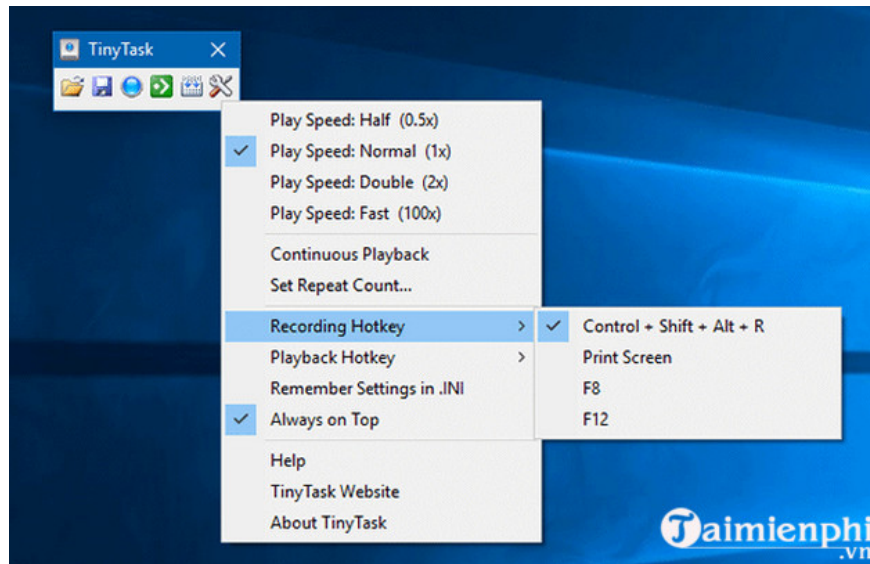 TinyTask
Play Speed: Half (0.5x)
Play Speed: Normal (1x)
Play Speed: Double (2x)
Play Speed: Fast (100x)
Continuous Playback
Set Repeat Count...
Recording Hotkey
Control + Shift + Alt + R
Playback Hotkey
Print Screen
Remember Settings in .INI
F8
Always on Top
F12
Help
TinyTask Website
About TinyTask
Taimienphi
.vn